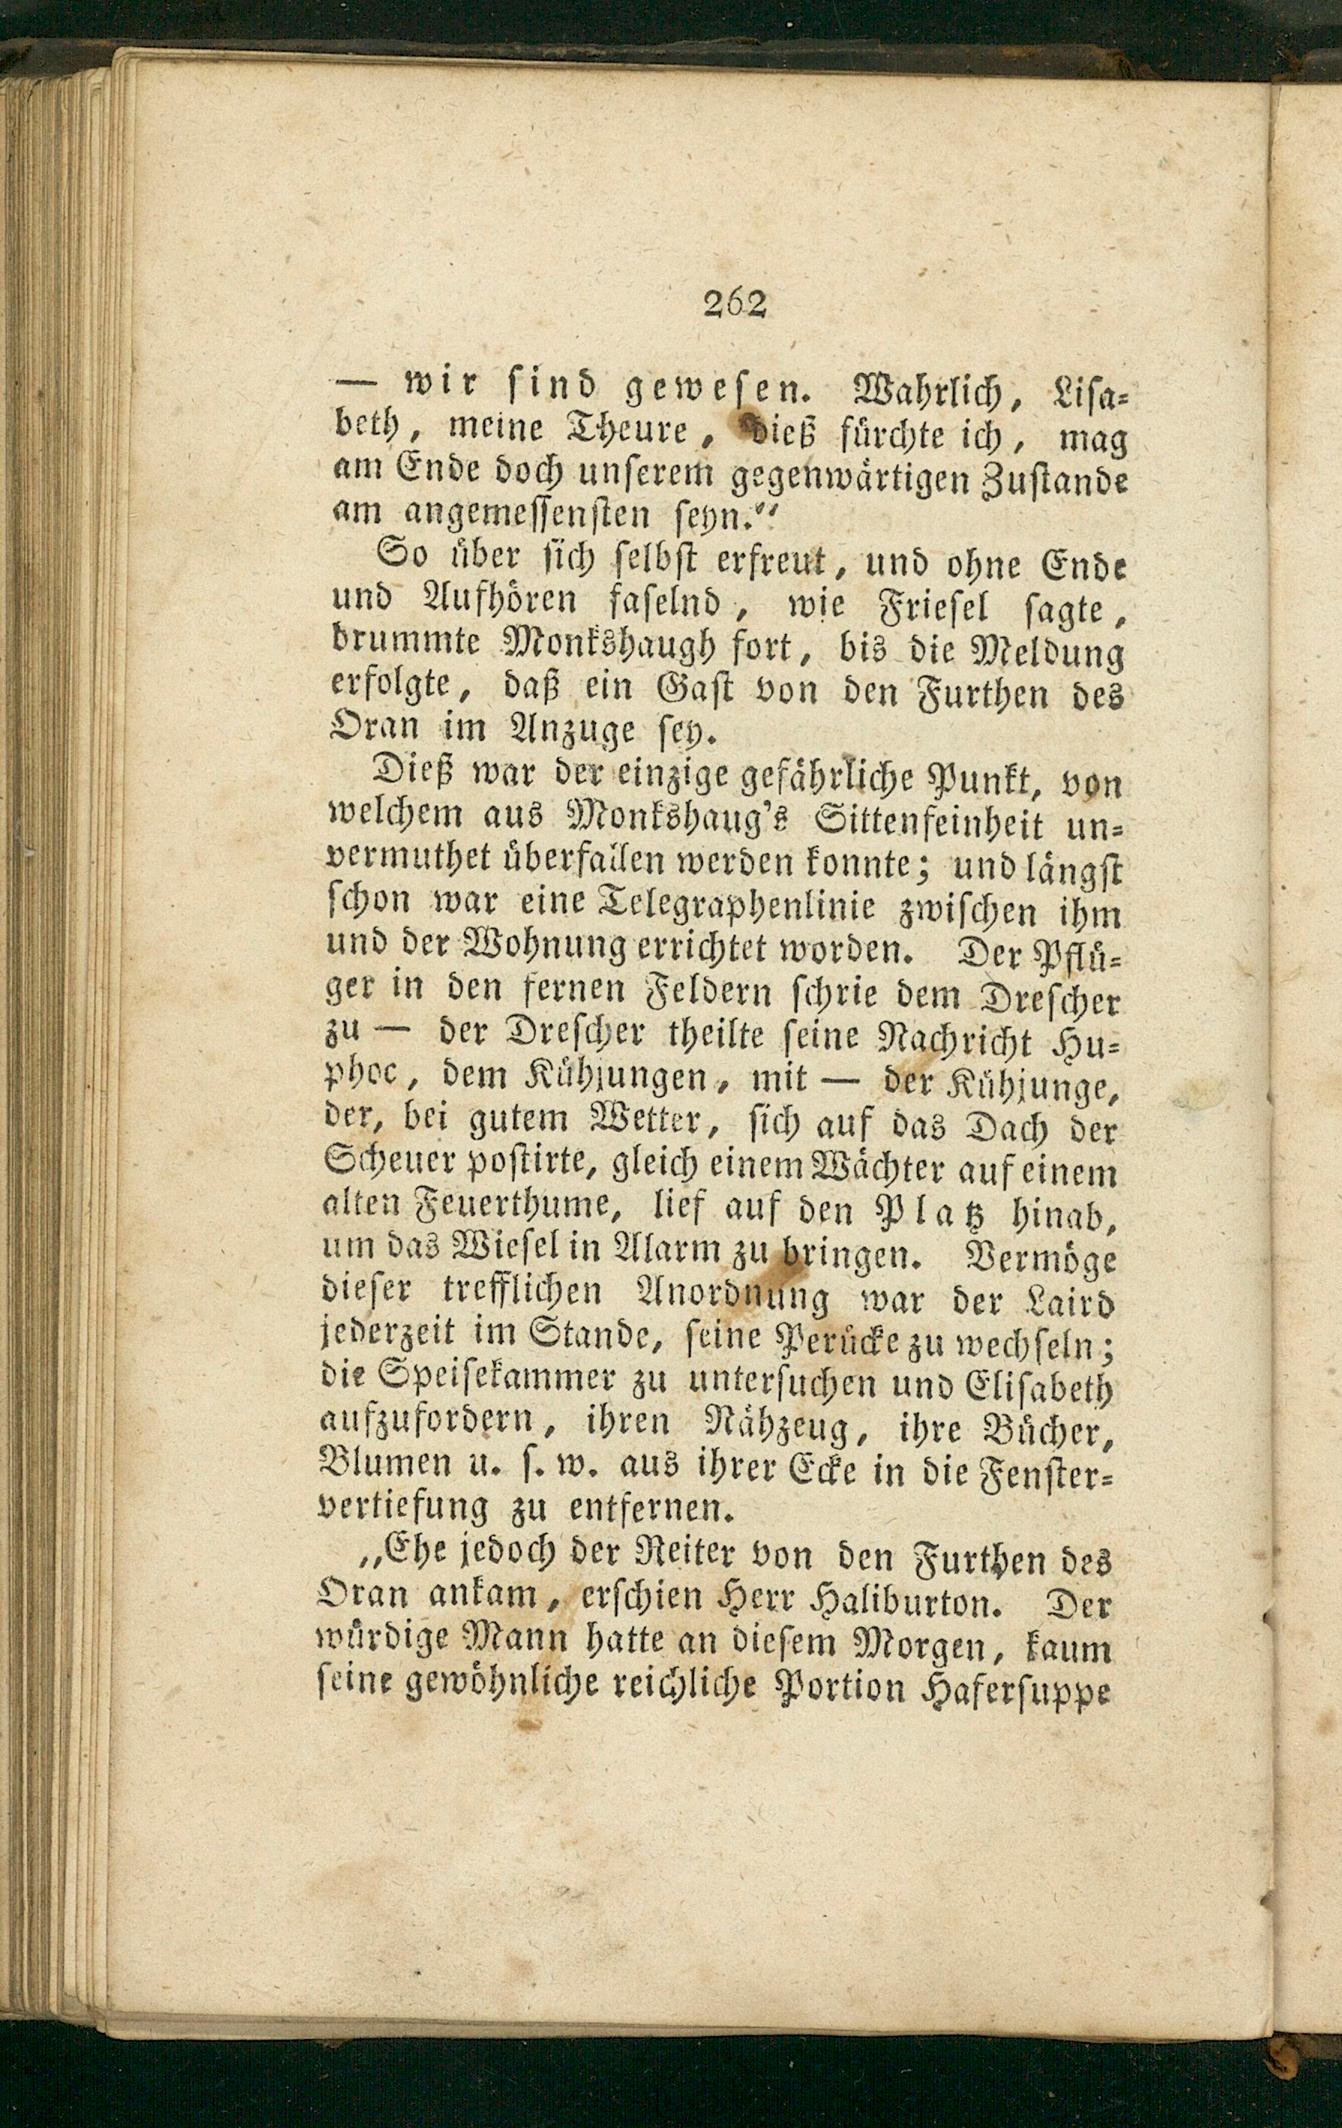 262
— wir sind gewesen. Wahrlich, Lisa-
beth, meine Theure, dieß fürchte ich, mag
am Ende doch unserem gegenwärtigen Zustande
am angemessensten seyn.“
So über sich selbst erfreut, und ohne Ende
und Aufhören faselnd, wie Friesel sagte,
brummte Monkshaugh fort, bis die Meldung
erfolgte, daß ein Gast von den Furthen des
Oran im Anzuge sey.
Dieß war der einzige gefährliche Punkt, von
welchem aus Monkshaug's Sittenfeinheit un-
vermuthet überfallen werden konnte; und längst
schon war eine Telegraphenlinie zwischen ihm
und der Wohnung errichtet worden. Der Pflü-
ger in den fernen Feldern schrie dem Drescher
zu — der Drescher theilte seine Nachricht Hu-
phoc, dem Kühjungen, mit — der Kühjunge,
der, bei gutem Wetter, sich auf das Dach der
Scheuer postirte, gleich einem Wächter auf einem
alten Feuerthume, lief auf den Platz hinab,
um das Wiesel in Alarm zu bringen. Vermöge
dieser trefflichen Anordnung war der Laird
jederzeit im Stande, seine Perücke zu wechseln;
die Speisekammer zu untersuchen und Elisabeth
aufzufordern, ihren Nähzeug, ihre Bücher,
Blumen u. s. w. aus ihrer Ecke in die Fenster-
vertiefung zu entfernen.
„Ehe jedoch der Reiter von den Furthen des
Oran ankam, erschien Herr Haliburton. Der
würdige Mann hatte an diesem Morgen, kaum
seine gewöhnliche reichliche Portion Hafersuppe